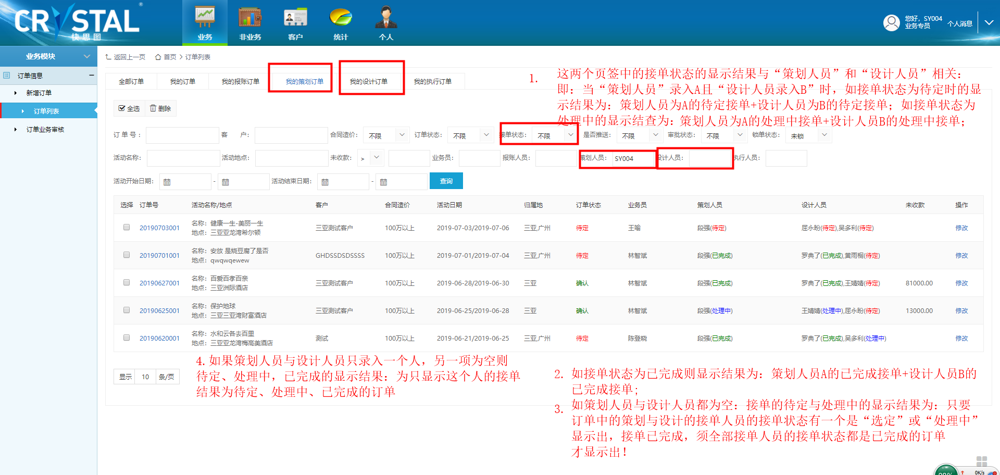 CRYSTAL®
快思图
业务
非业务
客户
统计
个人
您好，SY004
业务专员
个人消息
业务模块
订单信息
新增订单
订单列表
订单业务审核
返回上一页 首页 订单列表
全部订单 我的订单 我的报账订单 我的策划订单 我的设计订单 我的执行订单
1. 这两个页签中的接单状态的显示结果与“策划人员”和“设计人员”相关：
即：当“策划人员”录入A且“设计人员录入B”时，如接单状态为待定时的显
示结果为：策划人员为A的待定接单+设计人员为B的待定接单；如接单状态为
处理中的显示结查为：策划人员为A的处理中接单+设计人员B的处理中接单；
全选 删除
订 单 号： 客 户： 合同造价： 不限 订单状态： 不限 接单状态： 不限 是否推送： 不限 审批状态： 不限 锁单状态： 未锁
活动名称： 活动地点： 未收款： > 业务员： 报账人员： 策划人员： SY004 设计人员： 执行人员：
活动开始日期： - 活动结束日期： - 查询
选择 订单号 活动名称/地点 客户 合同造价 活动日期 归属地 订单状态 业务员 策划人员 设计人员 未收款 操作
名称：健康一生-美丽一生
20190703001 三亚测试客户 100万以上 2019-07-03/2019-07-06 三亚,广州 待定 王喻 段强(待定) 屈永盼(待定),吴多利(待定) 修改
地点：三亚亚龙湾希尔顿
名称：安放 是烧豆腐了是否
20190701001 GHDSSDSDSSSS 100万以上 2019-07-01/2019-07-04 三亚,广州 待定 林智斌 段强(已完成) 罗典了(已完成),黄雨桐(待定) 修改
地点：qwqwqewew
名称：百爱百孝百亲
20190627001 三亚测试客户 100万以上 2019-06-28/2019-06-30 三亚 确认 林智斌 段强(已完成) 罗典了(已完成),王婧婧(待定) 81000.00 修改
地点：三亚洲际酒店
名称：保护地球
20190625001 三亚测试客户 100万以上 2019-06-25/2019-06-28 三亚 确认 林智斌 段强(处理中) 王婧婧(处理中),屈永盼(待定) 13000.00 修改
地点：三亚三亚湾财富酒店
名称：水和云各去百里
20190620001 测试 100万以上 2019-06-21/2019-06-25 三亚,广州 待定 陈登晓 段强(已完成) 罗典了(已完成),吴多利(处理中) 修改
地点：三亚亚龙湾梅高美酒店
4.如果策划人员与设计人员只录入一个人，另一项为空则
待定、处理中，已完成的显示结果：为只显示这个人的接单
结果为待定、处理中、已完成的订单
显示 10 条/页
2. 如接单状态为已完成则显示结果为：策划人员A的已完成接单+设计人员B的
已完成接单;
3. 如策划人员与设计人员都为空：接单的待定与处理中的显示结果为：只要
订单中的策划与设计的接单人员的接单状态有一个是“选定”或“处理中”
显示出，接单已完成，须全部接单人员的接单状态都是已完成的订单
才显示出！
0K/s